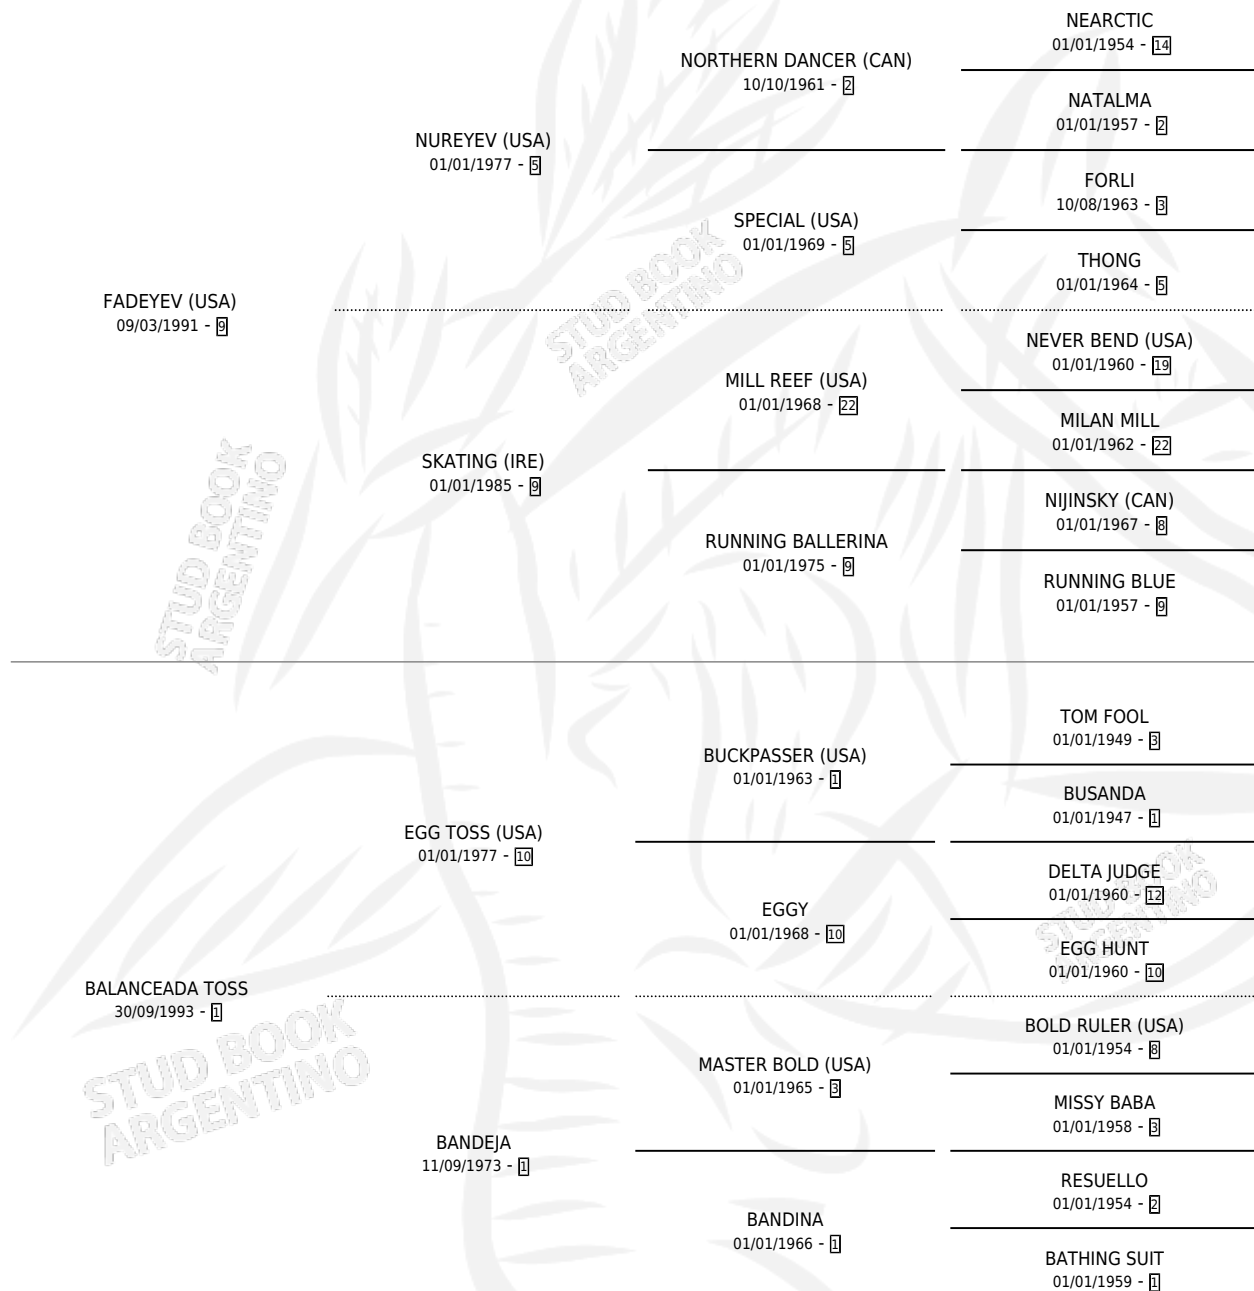 FADEYEV (USA)
09/03/1991 - 9
NUREYEV (USA)
01/01/1977 - 5
NORTHERN DANCER (CAN)
10/10/1961 - 2
NEARCTIC
01/01/1954 - 14
NATALMA
01/01/1957 - 2
SPECIAL (USA)
01/01/1969 - 5
FORLI
10/08/1963 - 3
THONG
01/01/1964 - 5
SKATING (IRE)
01/01/1985 - 9
MILL REEF (USA)
01/01/1968 - 22
NEVER BEND (USA)
01/01/1960 - 19
MILAN MILL
01/01/1962 - 22
RUNNING BALLERINA
01/01/1975 - 9
NIJINSKY (CAN)
01/01/1967 - 8
RUNNING BLUE
01/01/1957 - 9
BALANCEADA TOSS
30/09/1993 - 1
EGG TOSS (USA)
01/01/1977 - 10
BUCKPASSER (USA)
01/01/1963 - 1
TOM FOOL
01/01/1949 - 3
BUSANDA
01/01/1947 - 1
EGGY
01/01/1968 - 10
DELTA JUDGE
01/01/1960 - 12
EGG HUNT
01/01/1960 - 10
BANDEJA
11/09/1973 - 1
MASTER BOLD (USA)
01/01/1965 - 3
BOLD RULER (USA)
01/01/1954 - 8
MISSY BABA
01/01/1958 - 3
BANDINA
01/01/1966 - 1
RESUELLO
01/01/1954 - 2
BATHING SUIT
01/01/1959 - 1
STUD BOOK
ARGENTINO
STUD BOOK
ARGENTINO
STUD BOOK
ARGENTINO
STUD BOOK
ARGENTINO